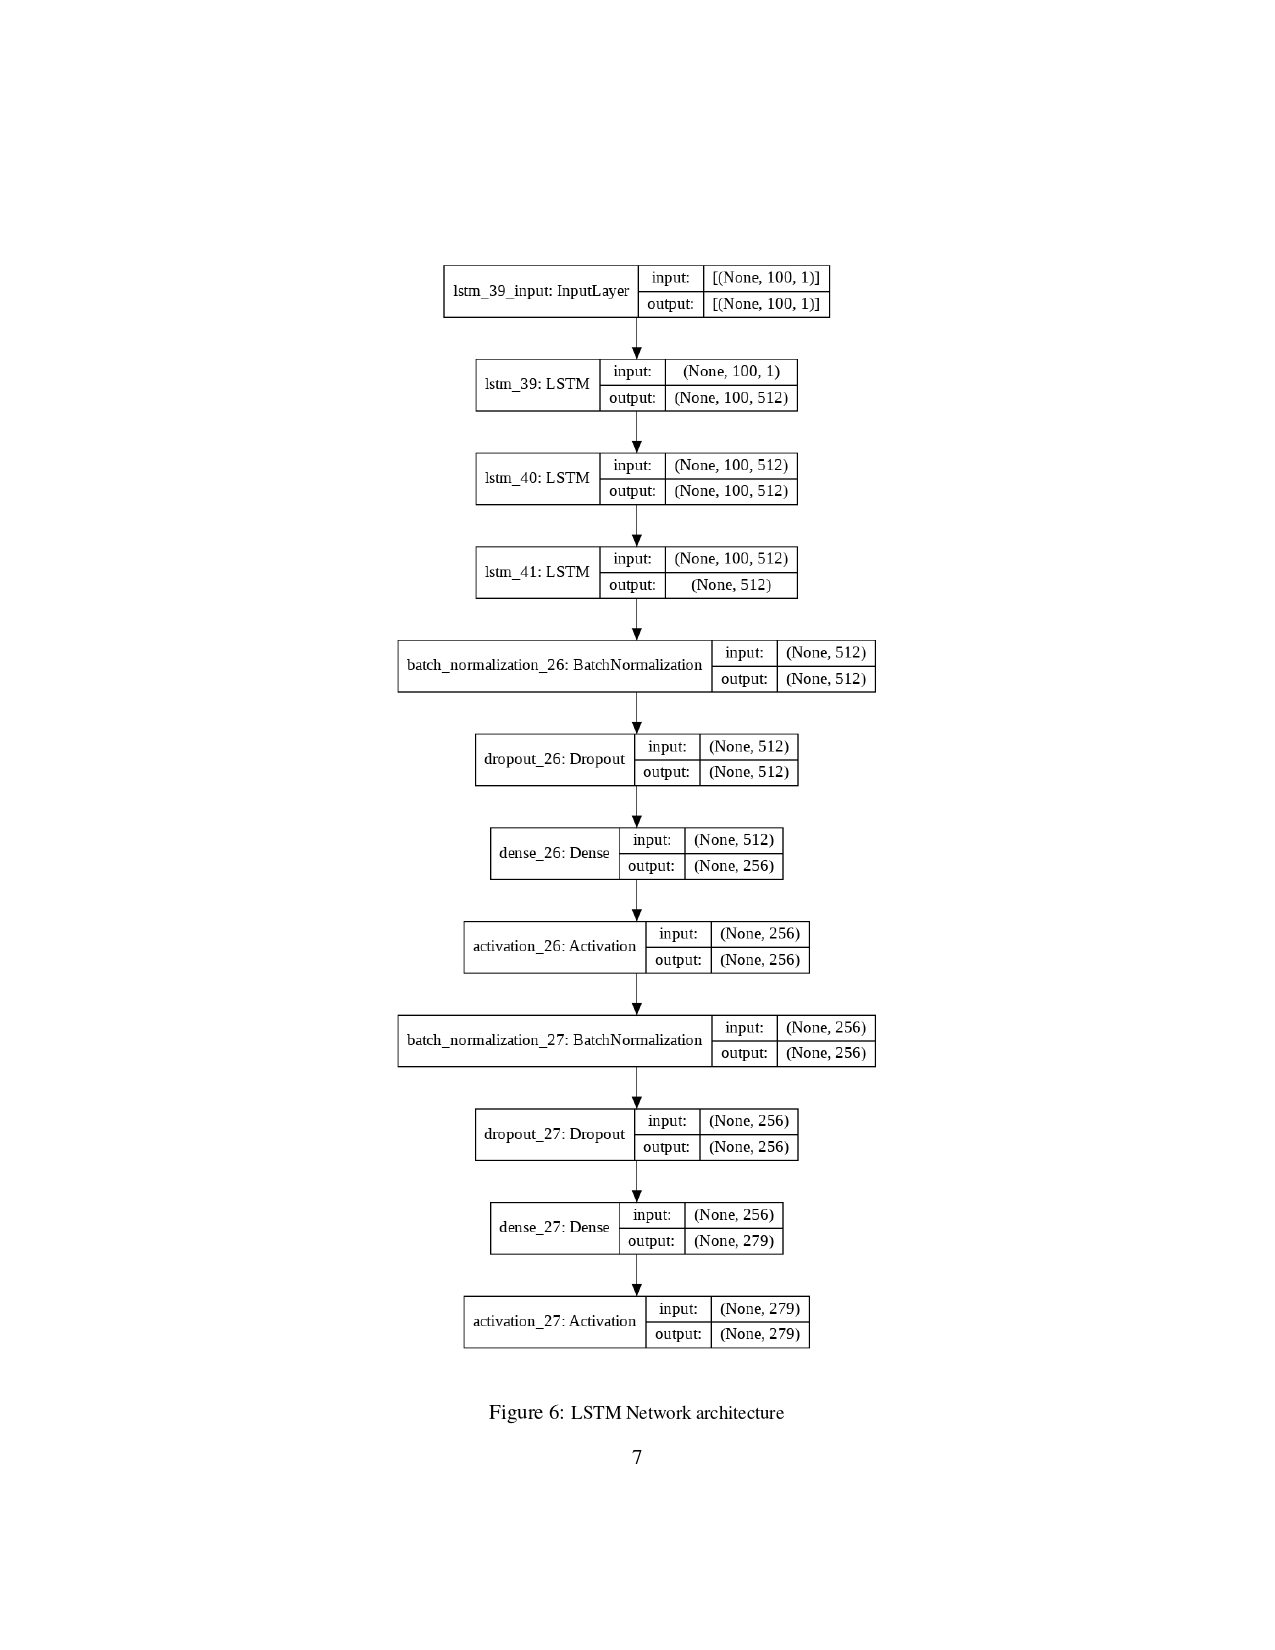 lstm_39_input: InputLayer
input: [(None, 100, 1)]
output: [(None, 100, 1)]
lstm_39: LSTM
input: (None, 100, 1)
output: (None, 100, 512)
lstm_40: LSTM
input: (None, 100, 512)
output: (None, 100, 512)
lstm_41: LSTM
input: (None, 100, 512)
output: (None, 512)
batch_normalization_26: BatchNormalization
input: (None, 512)
output: (None, 512)
dropout_26: Dropout
input: (None, 512)
output: (None, 512)
dense_26: Dense
input: (None, 512)
output: (None, 256)
activation_26: Activation
input: (None, 256)
output: (None, 256)
batch_normalization_27: BatchNormalization
input: (None, 256)
output: (None, 256)
dropout_27: Dropout
input: (None, 256)
output: (None, 256)
dense_27: Dense
input: (None, 256)
output: (None, 279)
activation_27: Activation
input: (None, 279)
output: (None, 279)
Figure 6: LSTM Network architecture
7